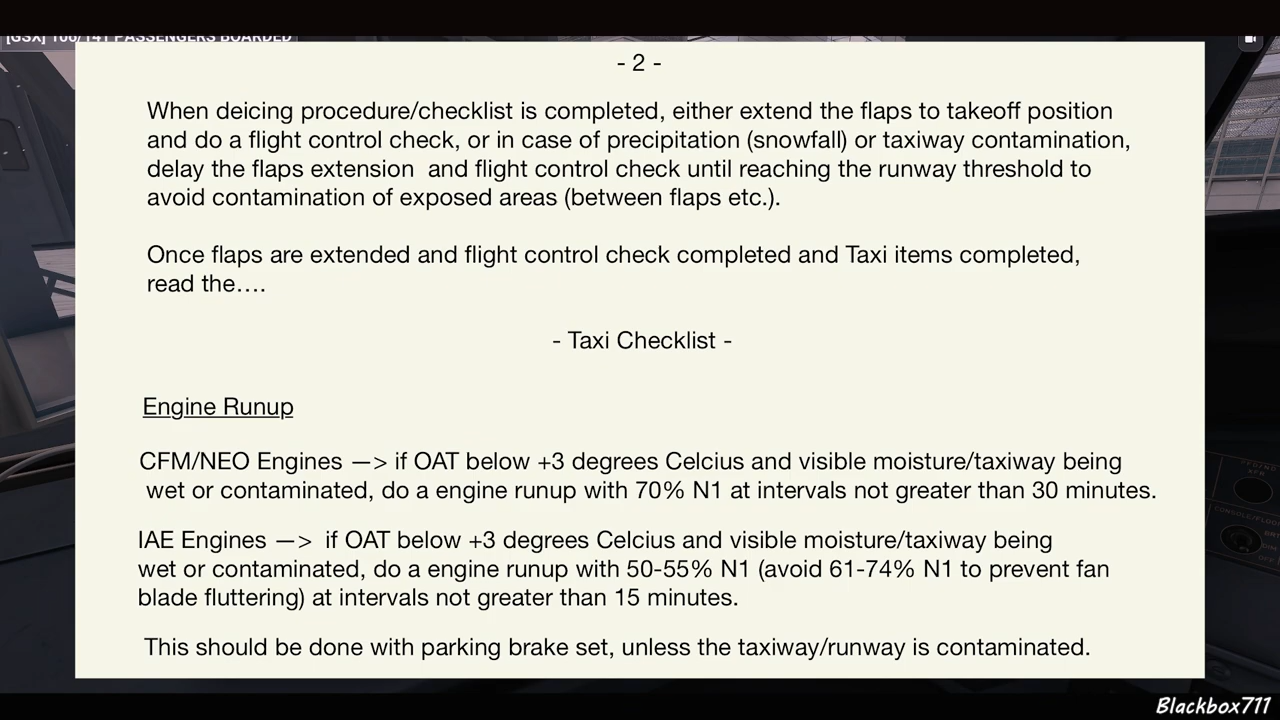 [GSX] 106/141 PASSENGERS BOARDED
- 2 -
When deicing procedure/checklist is completed, either extend the flaps to takeoff position
and do a flight control check, or in case of precipitation (snowfall) or taxiway contamination,
delay the flaps extension  and flight control check until reaching the runway threshold to
avoid contamination of exposed areas (between flaps etc.).
Once flaps are extended and flight control check completed and Taxi items completed,
read the….
- Taxi Checklist -
Engine Runup
CFM/NEO Engines —> if OAT below +3 degrees Celcius and visible moisture/taxiway being
wet or contaminated, do a engine runup with 70% N1 at intervals not greater than 30 minutes.
IAE Engines —>  if OAT below +3 degrees Celcius and visible moisture/taxiway being
wet or contaminated, do a engine runup with 50-55% N1 (avoid 61-74% N1 to prevent fan
blade fluttering) at intervals not greater than 15 minutes.
This should be done with parking brake set, unless the taxiway/runway is contaminated.
Blackbox711